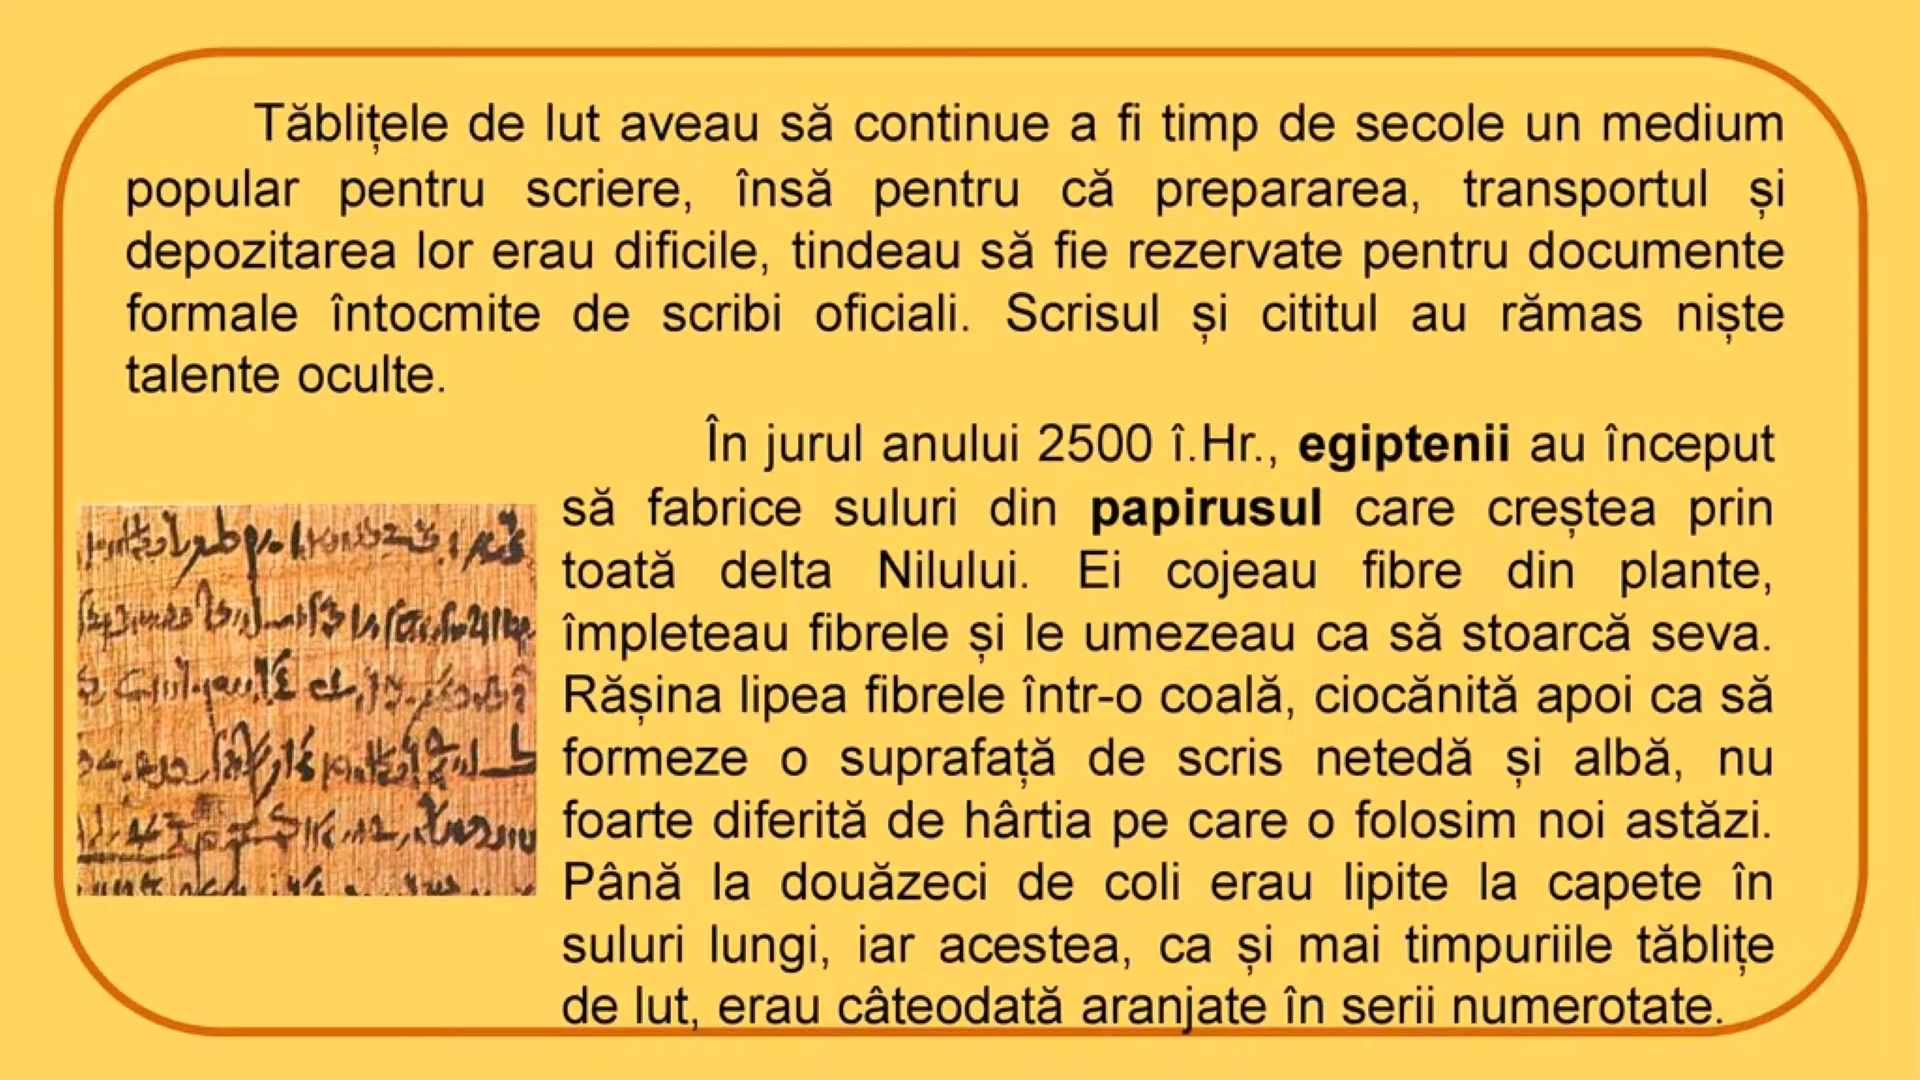 Tăblițele de lut aveau să continue a fi timp de secole un medium
popular pentru scriere, însă pentru că prepararea, transportul și
depozitarea lor erau dificile, tindeau să fie rezervate pentru documente
formale întocmite de scribi oficiali. Scrisul și cititul au rămas niște
talente oculte.
În jurul anului 2500 î.Hr., egiptenii au început
să fabrice suluri din papirusul care creștea prin
toată delta Nilului. Ei cojeau fibre din plante,
împleteau fibrele și le umezeau ca să stoarcă seva.
Rășina lipea fibrele într-o coală, ciocănită apoi ca să
formeze o suprafață de scris netedă și albă, nu
foarte diferită de hârtia pe care o folosim noi astăzi.
Până la douăzeci de coli erau lipite la capete în
suluri lungi, iar acestea, ca și mai timpuriile tăblițe
de lut, erau câteodată aranjate în serii numerotate.